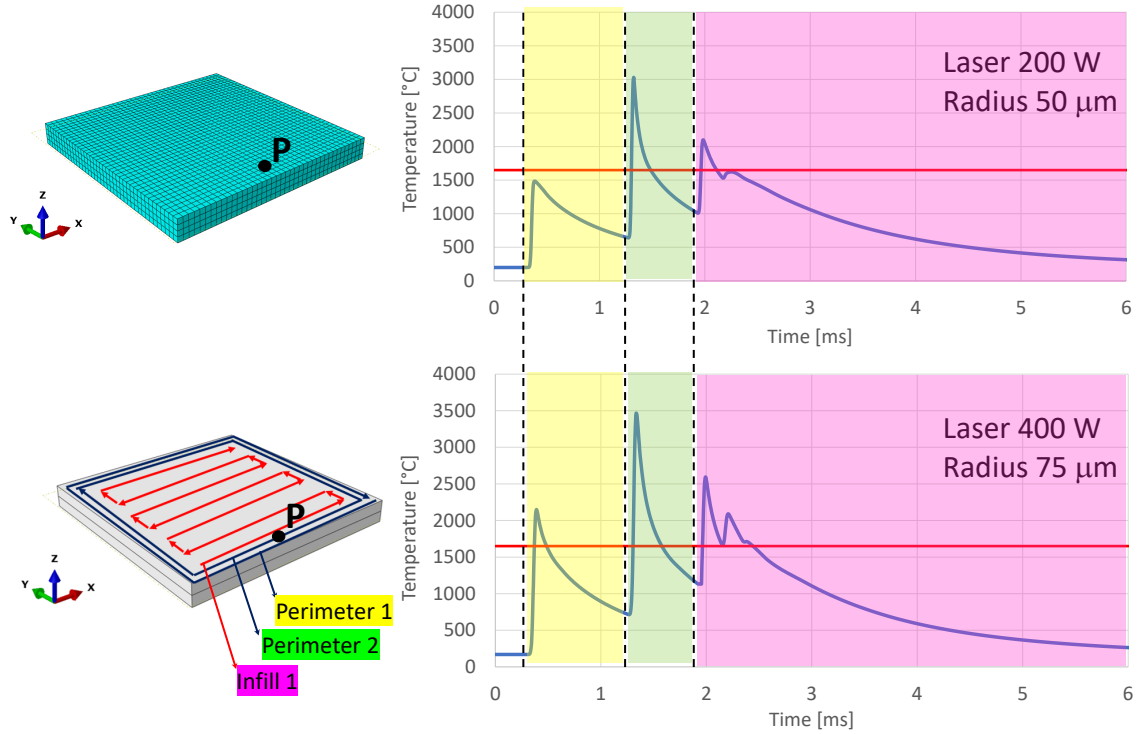 P
Z
Y
X
Temperature [°C]
4000
3500
3000
2500
2000
1500
1000
500
0
Laser 200 W
Radius 50 μm
0 1 2 3 4 5 6
Time [ms]
P
Z
Y
X
Perimeter 1
Perimeter 2
Infill 1
Temperature [°C]
4000
3500
3000
2500
2000
1500
1000
500
0
Laser 400 W
Radius 75 μm
0 1 2 3 4 5 6
Time [ms]